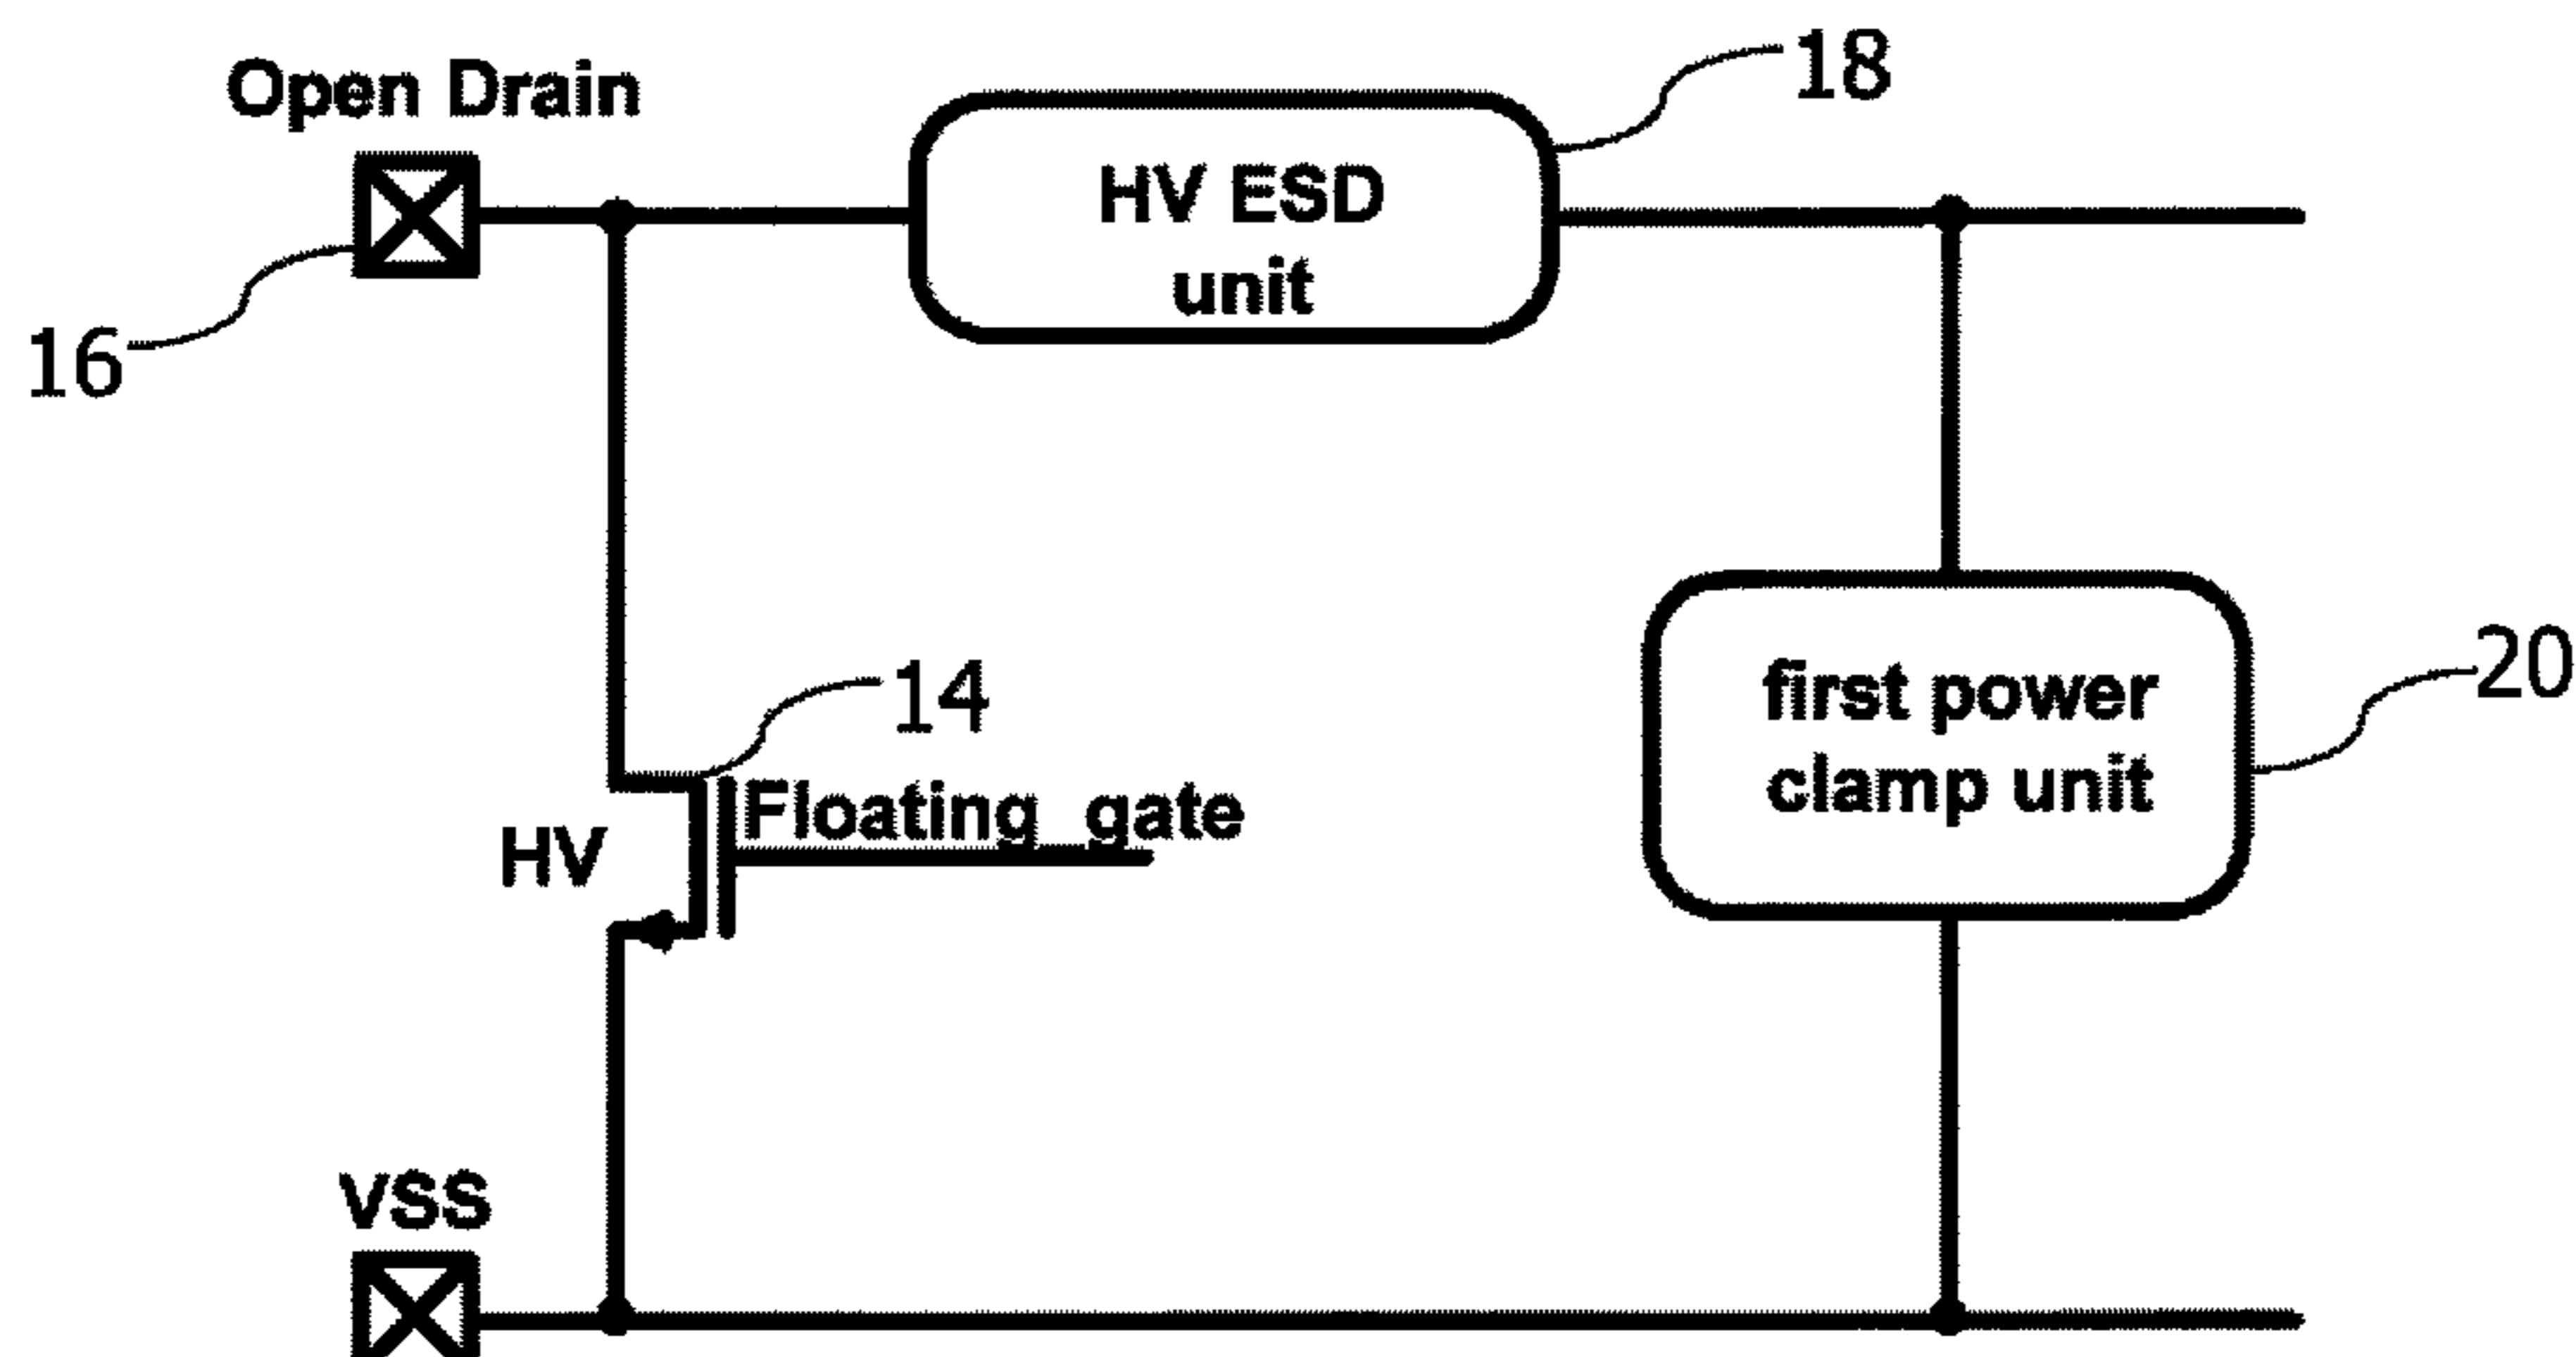 Open Drain
18
HV ESD
unit
16
14
Floating_gate
HV
first power
clamp unit
20
VSS